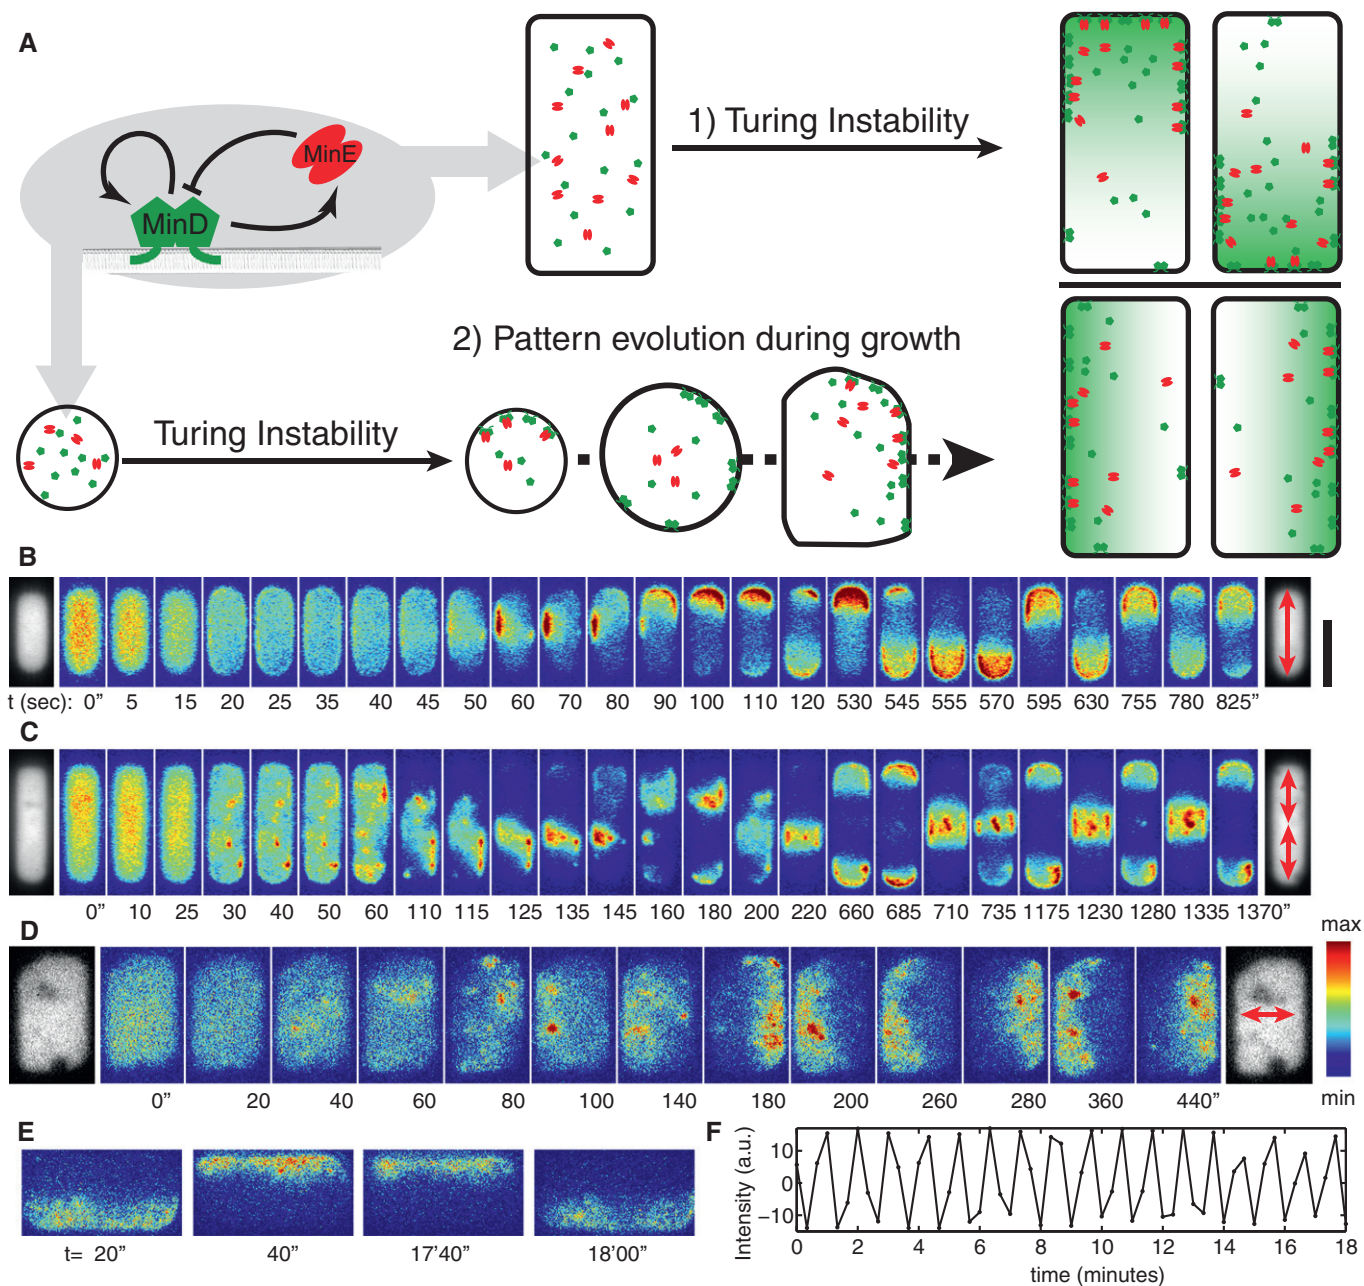 A
MinE
MinD
1) Turing Instability
2) Pattern evolution during growth
Turing Instability
B
t (sec): 0” 5 15 20 25 35 40 45 50 60 70 80 90 100 110 120 530 545 555 570 595 630 755 780 825”
C
0” 10 25 30 40 50 60 110 115 125 135 145 160 180 200 220 660 685 710 735 1175 1230 1280 1335 1370”
D
max
min
0” 20 40 60 80 100 140 180 200 260 280 360 440”
E
t= 20” 40” 17’40” 18’00”
F
Intensity (a.u.)
10
0
−10
0 2 4 6 8 10 12 14 16 18
time (minutes)